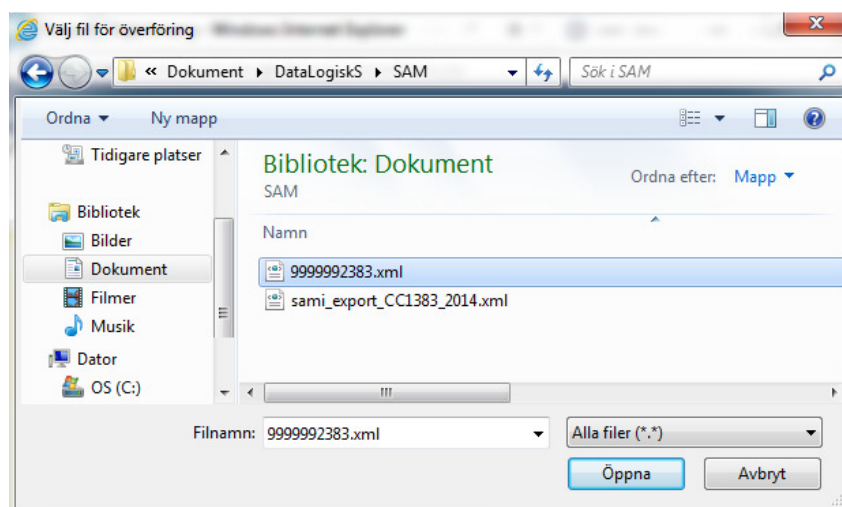 Välj fil för överföring
« Dokument ▸ DataLogiskS ▸ SAM
Sök i SAM
Ordna
Ny mapp
Tidigare platser
Bibliotek
Bilder
Dokument
Filmer
Musik
Dator
OS (C:)
Bibliotek: Dokument
SAM
Ordna efter: Mapp
Namn
9999992383.xml
sami_export_CC1383_2014.xml
Filnamn: 9999992383.xml
Alla filer (*.*)
Öppna
Avbryt